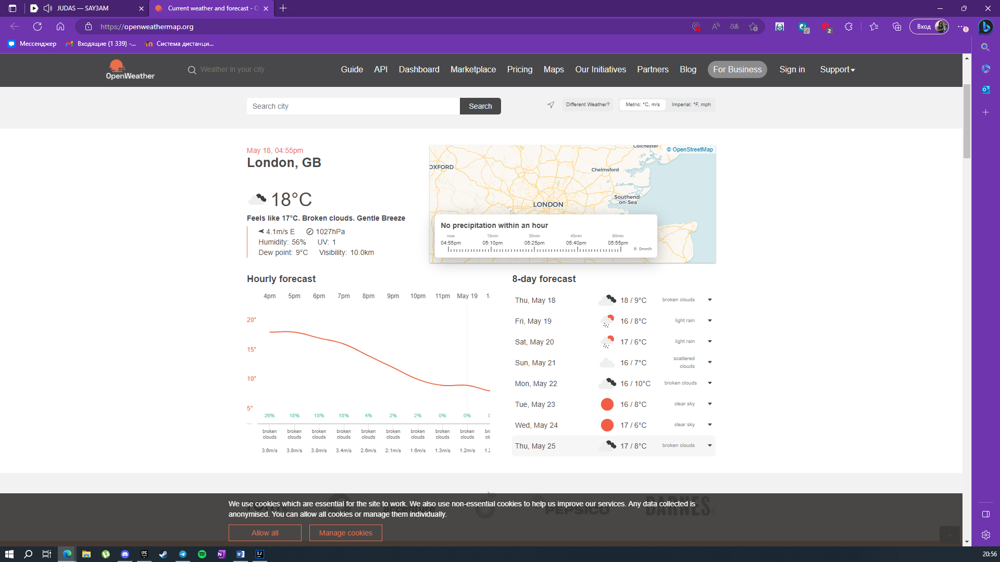 JUDAS — SAY3AM
Current weather and forecast - O
https://openweathermap.org
Вход
2
Мессенджер
Входящие (1 339) -...
Система дистанци...
OpenWeather
Weather in your city
Guide
API
Dashboard
Marketplace
Pricing
Maps
Our Initiatives
Partners
Blog
For Business
Sign in
Support
Search city
Search
Different Weather?
Metric: °C, m/s
Imperial: °F, mph
May 18, 04:55pm
London, GB
18°C
Feels like 17°C. Broken clouds. Gentle Breeze
4.1m/s E 1027hPa
Humidity: 56% UV: 1
Dew point: 9°C Visibility: 10.0km
Colchester
© OpenStreetMap
OXFORD
Chelmsford
Southend-
on-Sea
LONDON
No precipitation within an hour
now 15min 30min 45min 60min
04:55pm 05:10pm 05:25pm 05:40pm 05:55pm
0mm/h
Hourly forecast
4pm 5pm 6pm 7pm 8pm 9pm 10pm 11pm May 19
20°
15°
10°
5°
26% 18% 18% 18% 4% 2% 2% 0% 0%
broken broken broken broken broken broken broken broken broken
clouds clouds clouds clouds clouds clouds clouds clouds clouds
3.6m/s 3.8m/s 3.8m/s 3.4m/s 2.6m/s 2.1m/s 1.6m/s 1.3m/s 1.2m/s
8-day forecast
Thu, May 18 18 / 9°C broken clouds
Fri, May 19 16 / 8°C light rain
Sat, May 20 17 / 6°C light rain
Sun, May 21 16 / 7°C scattered
clouds
Mon, May 22 16 / 10°C broken clouds
Tue, May 23 16 / 8°C clear sky
Wed, May 24 17 / 6°C clear sky
Thu, May 25 17 / 8°C broken clouds
bp
accenture
PEPSICO
BARNES
We use cookies which are essential for the site to work. We also use non-essential cookies to help us improve our services. Any data collected is
anonymised. You can allow all cookies or manage them individually.
Allow all
Manage cookies
20:56